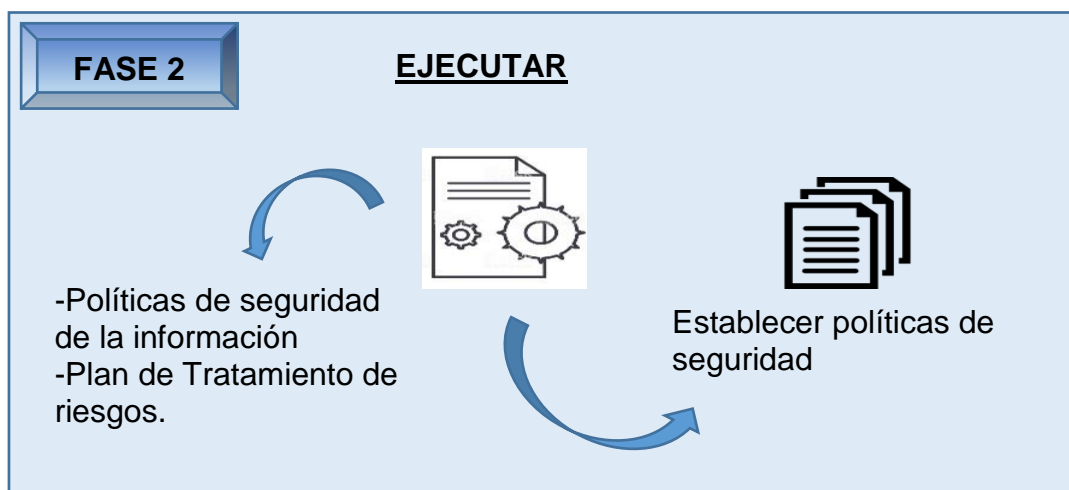 FASE 2
EJECUTAR
-Políticas de seguridad
de la información
-Plan de Tratamiento de
riesgos.
Establecer políticas de
seguridad